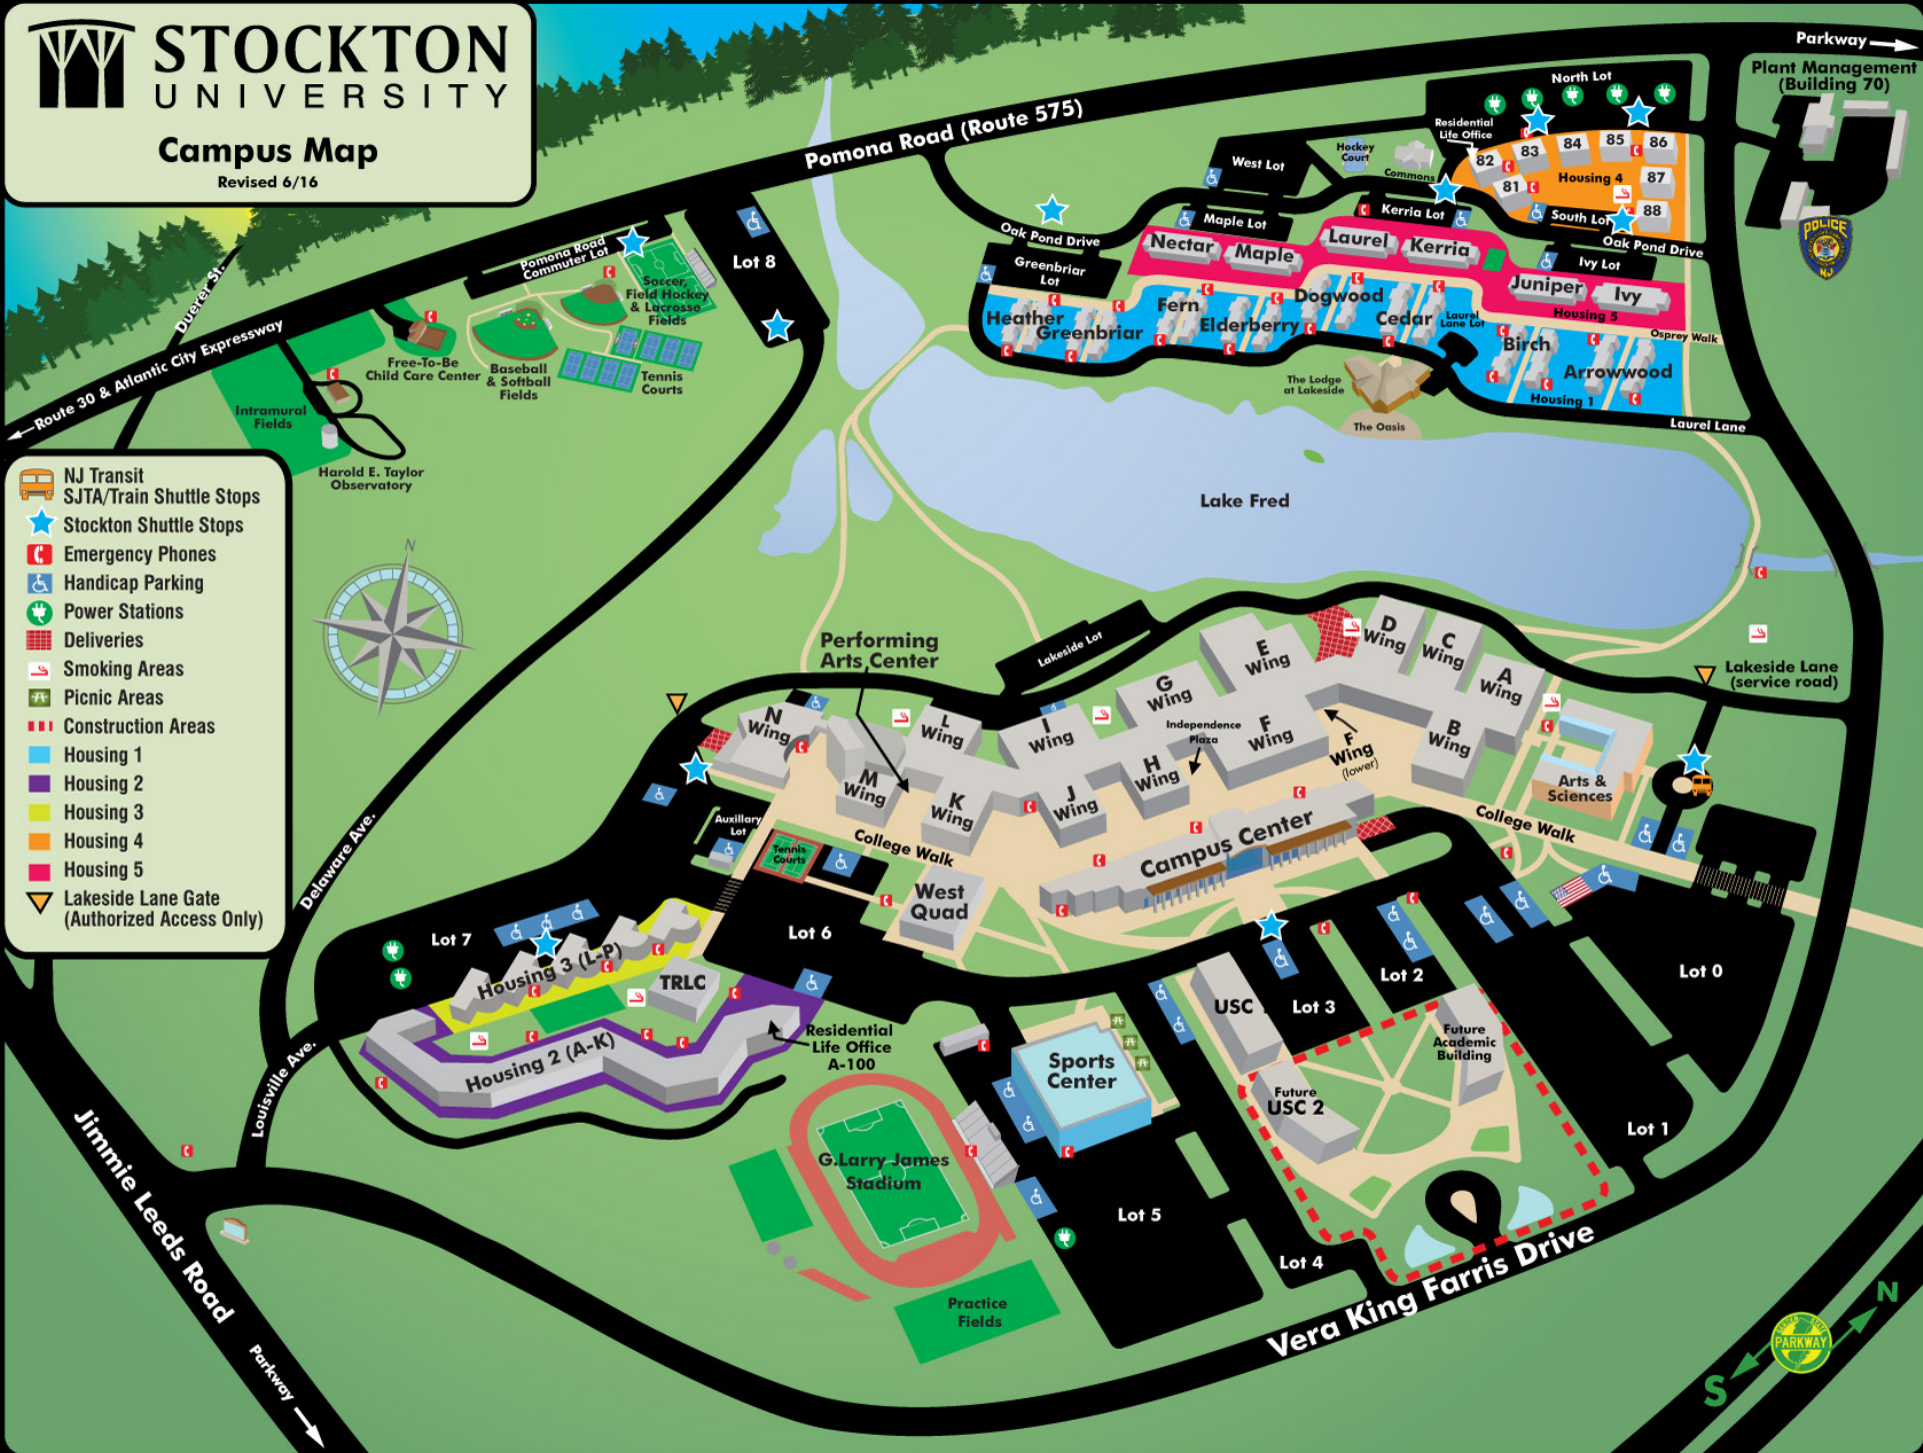 STOCKTON
UNIVERSITY
Campus Map
Revised 6/16
Parkway
Plant Management
(Building 70)
POLICE
NJ
Pomona Road (Route 575)
North Lot
Residential
Life Office
82
83
84
85
86
81
Housing 4
87
88
South Lot
Hockey
Court
Commons
West Lot
Maple Lot
Kerria Lot
Oak Pond Drive
Oak Pond Drive
Ivy Lot
Greenbriar
Lot
Nectar
Maple
Laurel
Kerria
Juniper
Ivy
Housing 5
Osprey Walk
Heather
Greenbriar
Fern
Elderberry
Dogwood
Cedar
Laurel
Lane Lot
Birch
Arrowwood
Housing 1
Laurel Lane
The Lodge
at Lakeside
The Oasis
Lake Fred
Pomona Road
Commuter Lot
Soccer,
Field Hockey
& Lacrosse
Fields
Lot 8
Duerer St.
Route 30 & Atlantic City Expressway
Free-To-Be
Child Care Center
Baseball
& Softball
Fields
Tennis
Courts
Intramural
Fields
Harold E. Taylor
Observatory
NJ Transit
SJTA/Train Shuttle Stops
Stockton Shuttle Stops
Emergency Phones
Handicap Parking
Power Stations
Deliveries
Smoking Areas
Picnic Areas
Construction Areas
Housing 1
Housing 2
Housing 3
Housing 4
Housing 5
Lakeside Lane Gate
(Authorized Access Only)
N
Performing
Arts Center
Lakeside Lot
Lakeside Lane
(service road)
N
Wing
L
Wing
M
Wing
K
Wing
I
Wing
J
Wing
G
Wing
H
Wing
Independence
Plaza
E
Wing
F
Wing
F
Wing
(lower)
D
Wing
C
Wing
A
Wing
B
Wing
Arts &
Sciences
College Walk
College Walk
Campus Center
Auxillary
Lot
Tennis
Courts
West
Quad
Delaware Ave.
Lot 7
Lot 6
Housing 3 (L-P)
TRLC
Housing 2 (A-K)
Residential
Life Office
A-100
Louisville Ave.
Jimmie Leeds Road
Parkway
G.Larry James
Stadium
Practice
Fields
Sports
Center
USC
Lot 3
Lot 2
Lot 0
Lot 1
Future
Academic
Building
Future
USC 2
Lot 5
Lot 4
Vera King Farris Drive
N
PARKWAY
S